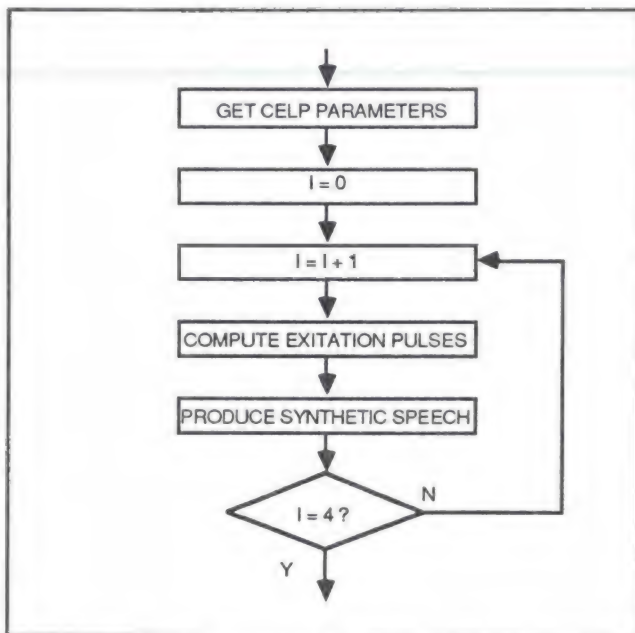 GET CELP PARAMETERS
I = 0
I = I + 1
COMPUTE EXITATION PULSES
PRODUCE SYNTHETIC SPEECH
I = 4 ?
N
Y